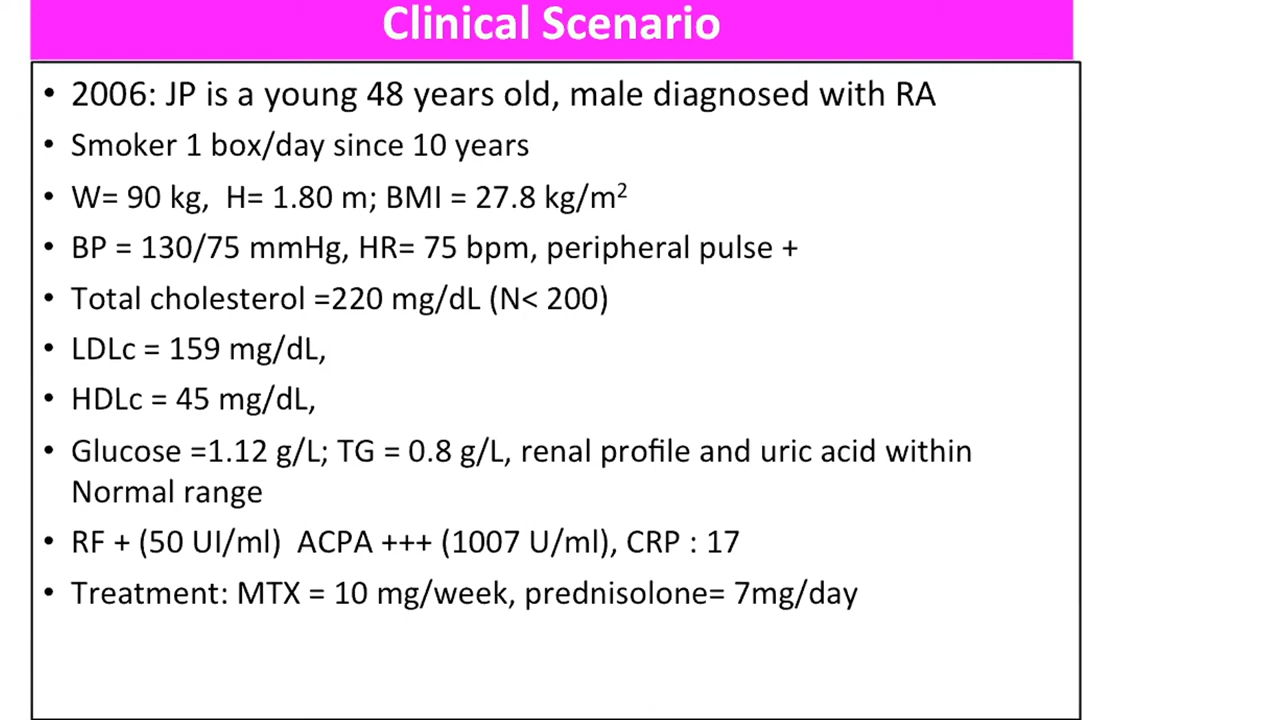 Clinical Scenario
• 2006: JP is a young 48 years old, male diagnosed with RA
• Smoker 1 box/day since 10 years
• W= 90 kg, H= 1.80 m; BMI = 27.8 kg/m²
• BP = 130/75 mmHg, HR= 75 bpm, peripheral pulse +
• Total cholesterol =220 mg/dL (N< 200)
• LDLc = 159 mg/dL,
• HDLc = 45 mg/dL,
• Glucose =1.12 g/L; TG = 0.8 g/L, renal profile and uric acid within
Normal range
• RF + (50 UI/ml) ACPA +++ (1007 U/ml), CRP : 17
• Treatment: MTX = 10 mg/week, prednisolone= 7mg/day